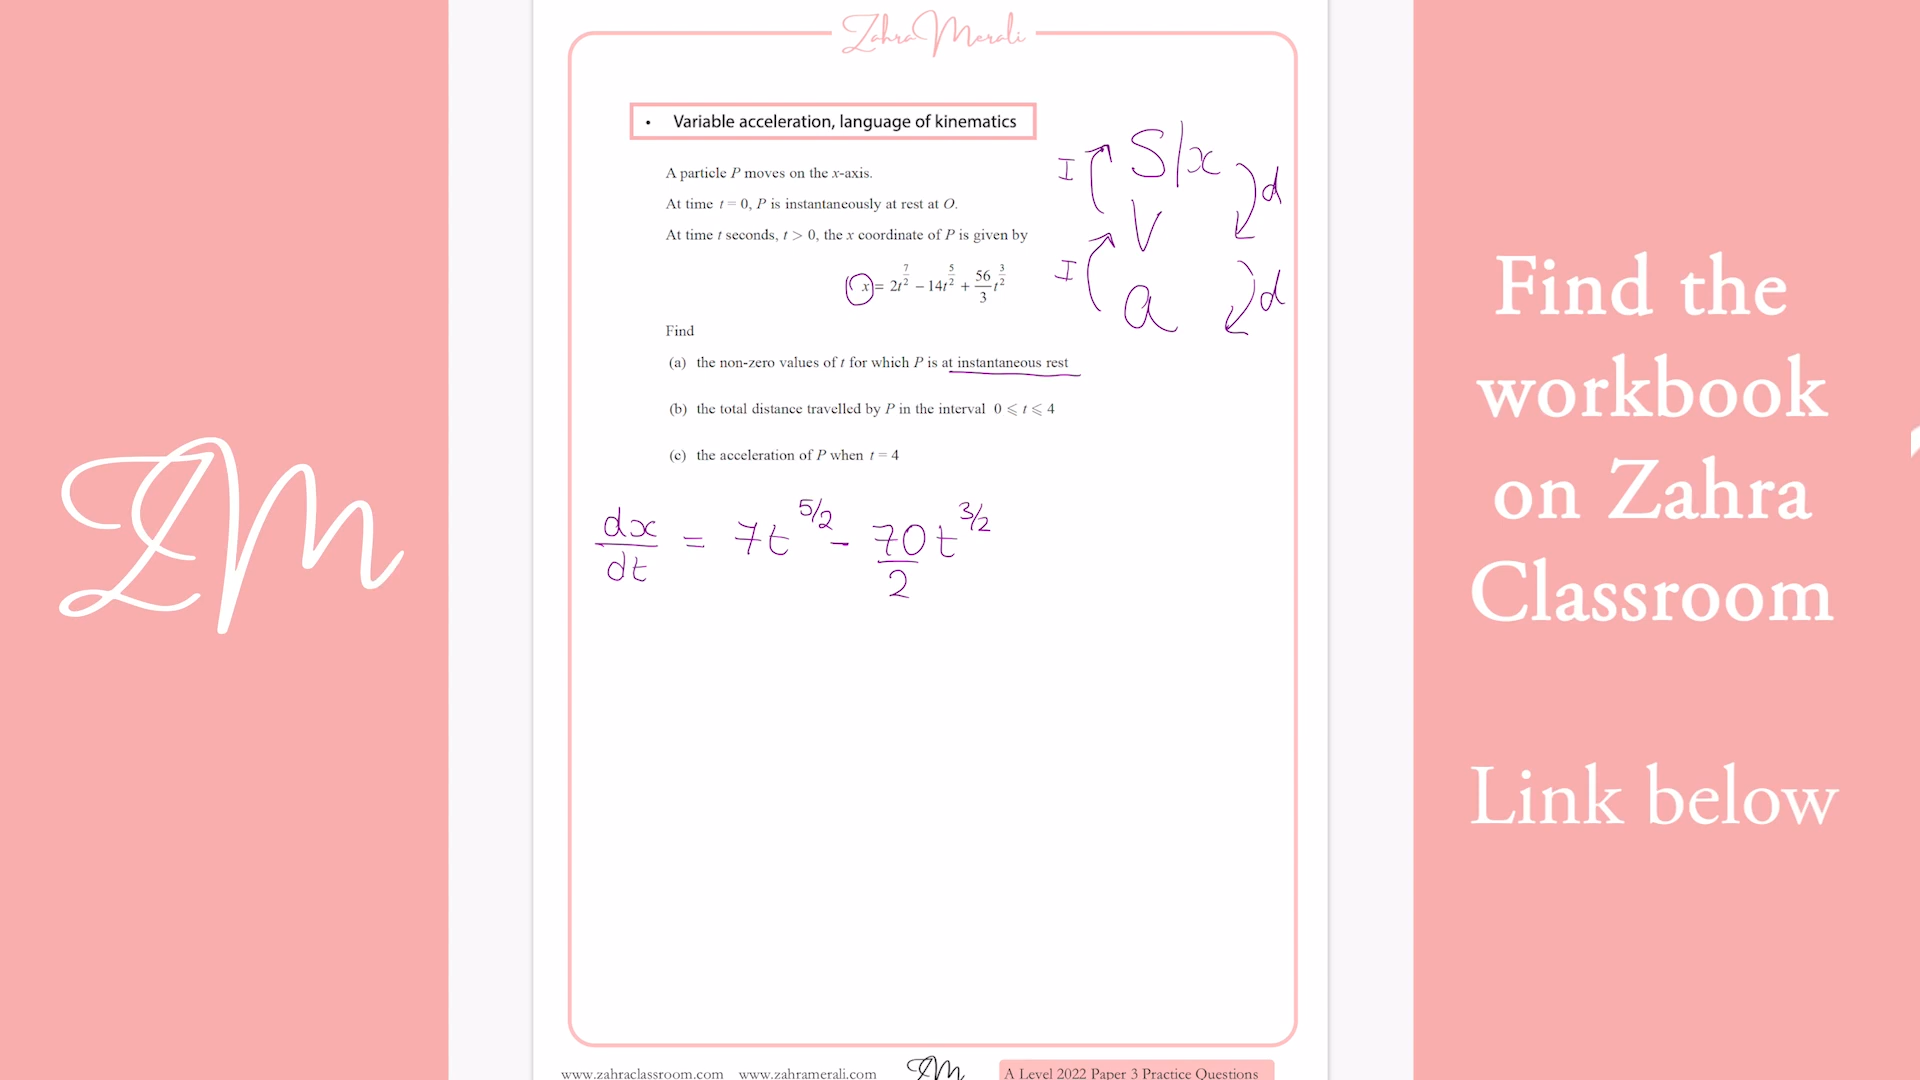 Zahra Merali
• Variable acceleration, language of kinematics
A particle P moves on the x-axis.
At time t = 0, P is instantaneously at rest at O.
At time t seconds, t > 0, the x coordinate of P is given by
x = 2t^(7/2) − 14t^(5/2) + 56/3 t^(3/2)
Find
(a) the non-zero values of t for which P is at instantaneous rest
(b) the total distance travelled by P in the interval 0 ⩽ t ⩽ 4
(c) the acceleration of P when t = 4
I S/x d
V
I a d
dx/dt = 7t^(5/2) - 70/2 t^(3/2)
ZM
Find the
workbook
on Zahra
Classroom
Link below
www.zahraclassroom.com www.zahramerali.com ZM A Level 2022 Paper 3 Practice Questions